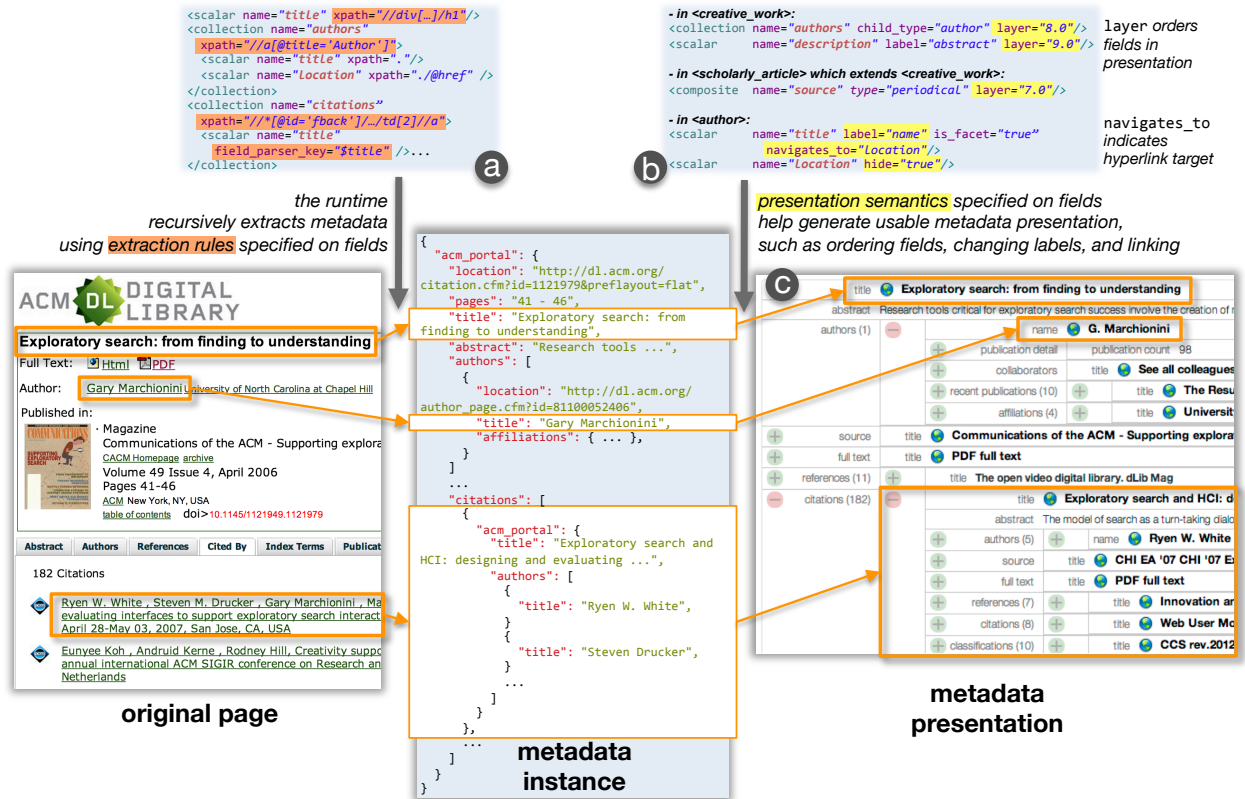 <scalar name="title" xpath="//div[…]/h1"/>
<collection name="authors"
xpath="//a[@title='Author']">
<scalar name="title" xpath="."/>
<scalar name="location" xpath="./@href" />
</collection>
<collection name="citations”
xpath="//*[@id='fback']/…/td[2]//a">
<scalar name="title"
field_parser_key="$title" />...
</collection>
a
- in <creative_work>:
<collection name="authors" child_type="author" layer="8.0"/>
<scalar name="description" label="abstract" layer="9.0"/>
- in <scholarly_article> which extends <creative_work>:
<composite name="source" type="periodical" layer="7.0"/>
- in <author>:
<scalar name="title" label="name" is_facet="true”
navigates_to="location"/>
<scalar name="location" hide="true"/>
b
layer orders
fields in
presentation
navigates_to
indicates
hyperlink target
the runtime
recursively extracts metadata
using extraction rules specified on fields
presentation semantics specified on fields
help generate usable metadata presentation,
such as ordering fields, changing labels, and linking
ACM DL DIGITAL
LIBRARY
Exploratory search: from finding to understanding
Full Text: Html PDF
Author: Gary Marchionini University of North Carolina at Chapel Hill
Published in:
· Magazine
Communications of the ACM - Supporting explora
CACM Homepage archive
Volume 49 Issue 4, April 2006
Pages 41-46
ACM New York, NY, USA
table of contents doi>10.1145/1121949.1121979
COMMUNICATIONS
SUPPORTING
EXPLORATORY
SEARCH
Abstract Authors References Cited By Index Terms Publicat
182 Citations
Ryen W. White , Steven M. Drucker , Gary Marchionini , Ma
evaluating interfaces to support exploratory search interact
April 28-May 03, 2007, San Jose, CA, USA
Eunyee Koh , Andruid Kerne , Rodney Hill, Creativity suppo
annual international ACM SIGIR conference on Research an
Netherlands
original page
{
"acm_portal": {
"location": "http://dl.acm.org/
citation.cfm?id=1121979&preflayout=flat",
"pages": "41 - 46",
"title": "Exploratory search: from
finding to understanding",
"abstract": "Research tools ...",
"authors": [
{
"location": "http://dl.acm.org/
author_page.cfm?id=81100052406",
"title": "Gary Marchionini",
"affiliations": { ... },
}
]
...
"citations": [
{
"acm_portal": {
"title": "Exploratory search and
HCI: designing and evaluating ...",
"authors": [
{
"title": "Ryen W. White",
}
{
"title": "Steven Drucker",
}
...
]
}
},
...
]
}
}
metadata
instance
c
title Exploratory search: from finding to understanding
abstract Research tools critical for exploratory search success involve the creation of
authors (1) name G. Marchionini
publication detail publication count 98
collaborators title See all colleagues
recent publications (10) title The Resu
affiliations (4) title University
source title Communications of the ACM - Supporting explorat
full text title PDF full text
references (11) title The open video digital library. dLib Mag
citations (182) title Exploratory search and HCI: d
abstract The model of search as a turn-taking dialo
authors (5) name Ryen W. White
source title CHI EA '07 CHI '07 E
full text title PDF full text
references (7) title Innovation an
citations (8) title Web User Mo
classifications (10) title CCS rev.2012
metadata
presentation